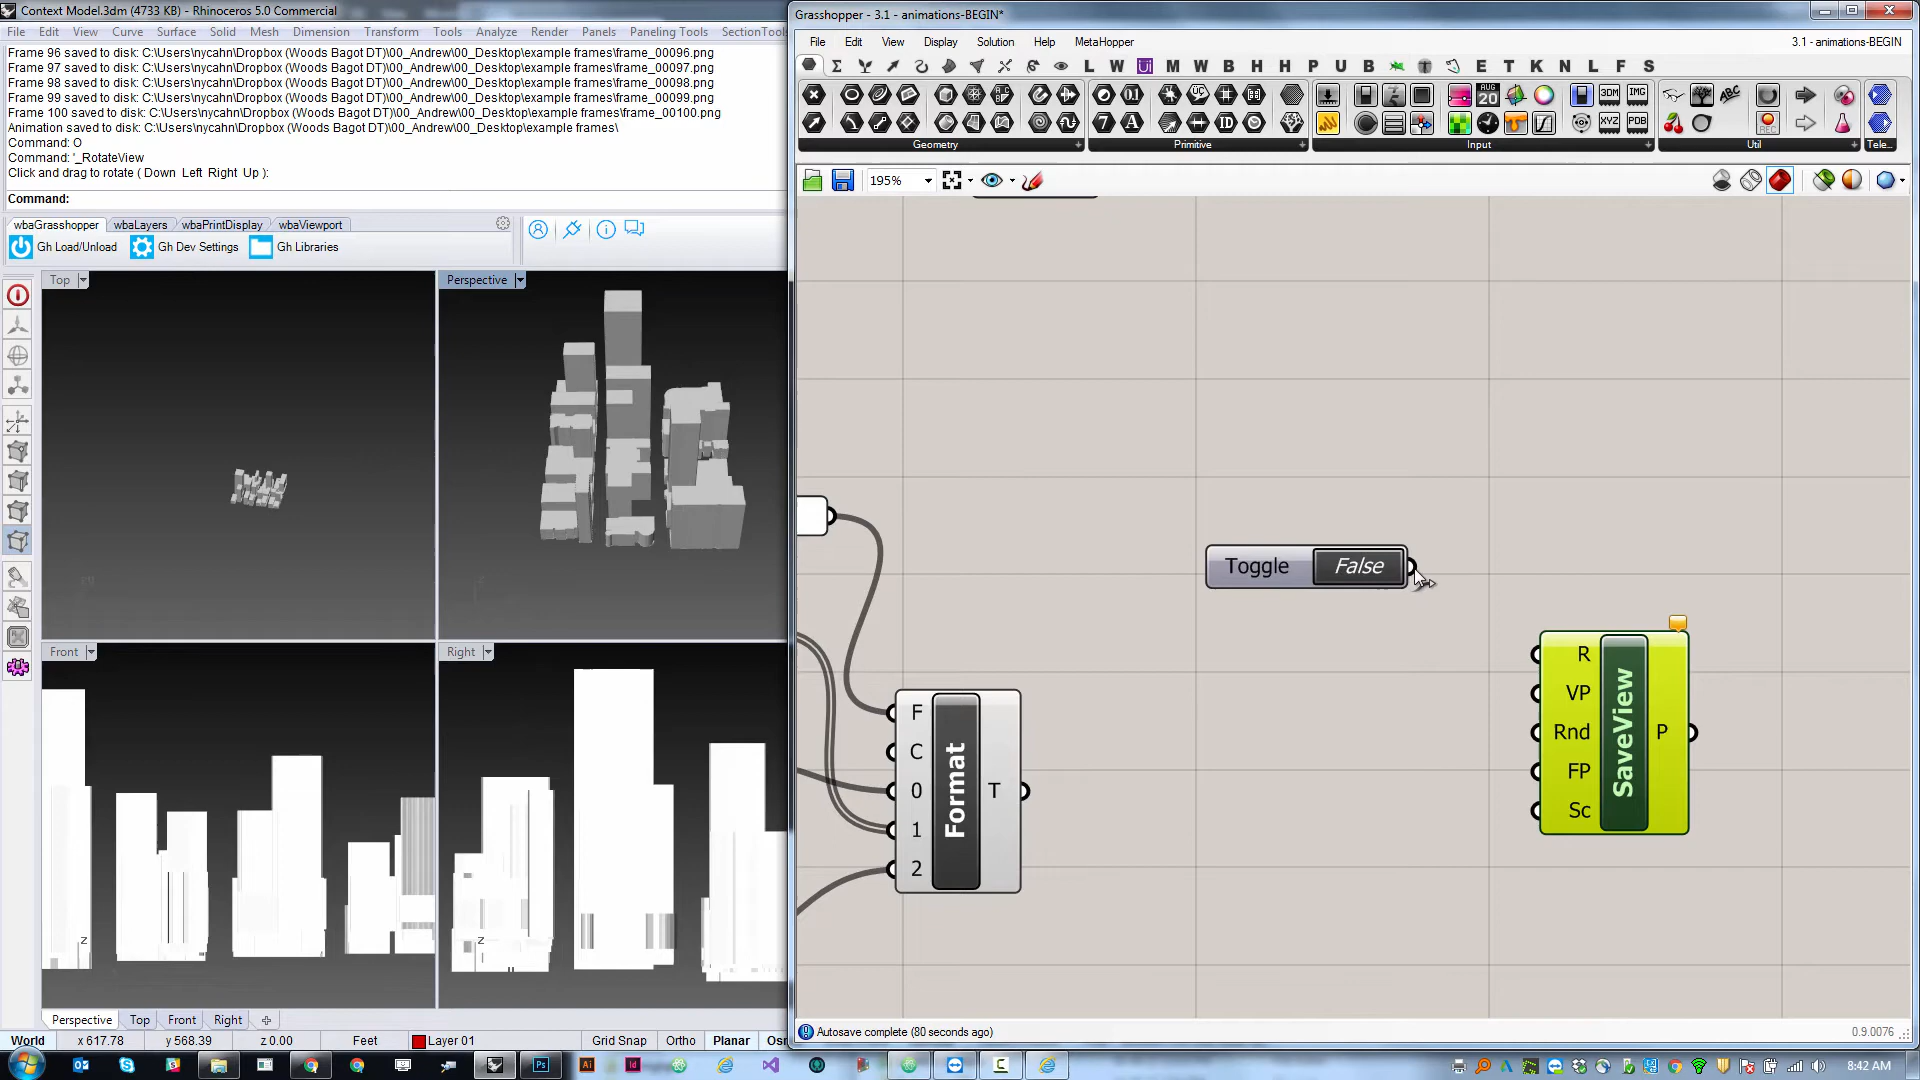 Context Model.3dm (4733 KB) - Rhinoceros 5.0 Commercial
File Edit View Curve Surface Solid Mesh Dimension Transform Tools Analyze Render Panels Paneling Tools SectionTools
Frame 96 saved to disk: C:\Users\nycahn\Dropbox (Woods Bagot DT)\00_Andrew\00_Desktop\example frames\frame_00096.png
Frame 97 saved to disk: C:\Users\nycahn\Dropbox (Woods Bagot DT)\00_Andrew\00_Desktop\example frames\frame_00097.png
Frame 98 saved to disk: C:\Users\nycahn\Dropbox (Woods Bagot DT)\00_Andrew\00_Desktop\example frames\frame_00098.png
Frame 99 saved to disk: C:\Users\nycahn\Dropbox (Woods Bagot DT)\00_Andrew\00_Desktop\example frames\frame_00099.png
Frame 100 saved to disk: C:\Users\nycahn\Dropbox (Woods Bagot DT)\00_Andrew\00_Desktop\example frames\frame_00100.png
Animation saved to disk: C:\Users\nycahn\Dropbox (Woods Bagot DT)\00_Andrew\00_Desktop\example frames\
Command: O
Command: '_RotateView
Click and drag to rotate ( Down Left Right Up ):
Command:
wbaGrasshopper wbaLayers wbaPrintDisplay wbaViewport
Gh Load/Unload Gh Dev Settings Gh Libraries
Top
Perspective
Front
z
Right
z
Perspective Top Front Right
World x 617.78 y 568.39 z 0.00 Feet Layer 01 Grid Snap Ortho Planar Osn
Grasshopper - 3.1 - animations-BEGIN*
File Edit View Display Solution Help MetaHopper 3.1 - animations-BEGIN
L W Ui M W B H H P U B E T K N L F S
Geometry Primitive Input Util Tele...
195%
Toggle False
R
VP
Rnd
FP
Sc
SaveView
P
F
C
0
1
2
Format
T
Autosave complete (80 seconds ago) 0.9.0076
8:42 AM